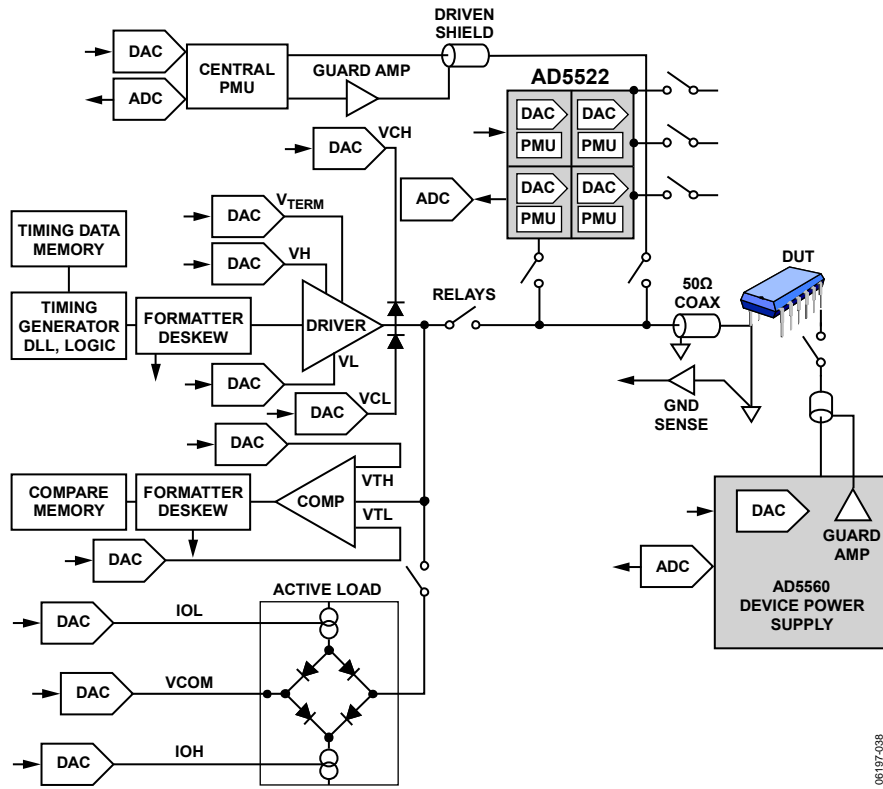 DRIVEN
SHIELD
DAC
CENTRAL
PMU
ADC
GUARD AMP
AD5522
DAC
DAC
PMU
PMU
DAC
DAC
PMU
PMU
ADC
VCH
DAC
VTERM
DAC
VH
DAC
TIMING DATA
MEMORY
TIMING
GENERATOR
DLL, LOGIC
FORMATTER
DESKEW
DRIVER
RELAYS
VL
DAC
VCL
DAC
50Ω
COAX
DUT
GND
SENSE
DAC
VTH
COMPARE
MEMORY
FORMATTER
DESKEW
COMP
VTL
DAC
DAC
GUARD
AMP
ADC
AD5560
DEVICE POWER
SUPPLY
ACTIVE LOAD
DAC
IOL
DAC
VCOM
DAC
IOH
06197-038